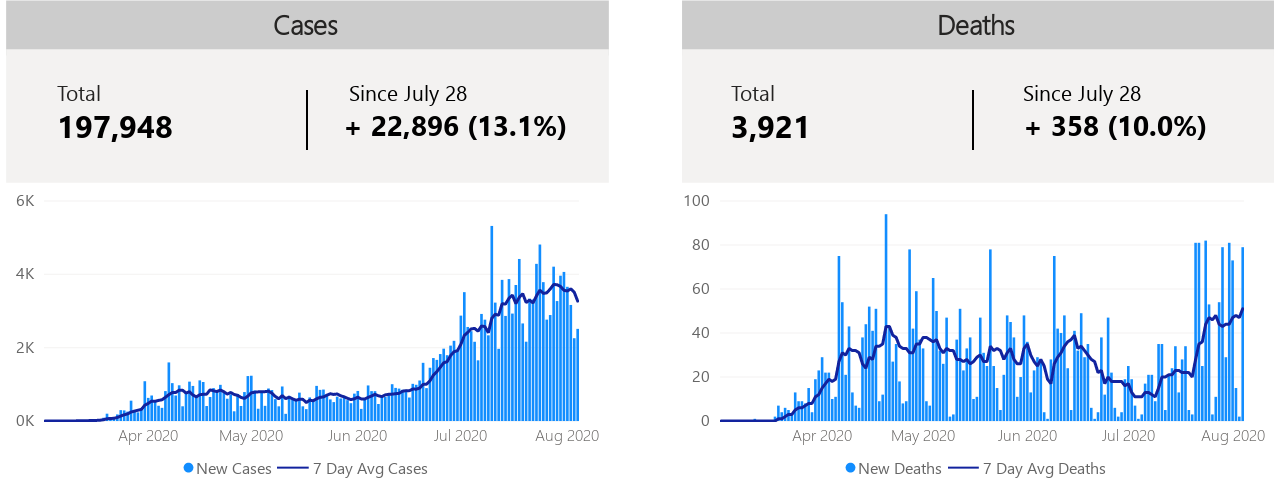 Cases
Total
197,948
Since July 28
+ 22,896 (13.1%)
6K
4K
2K
0K
Apr 2020 May 2020 Jun 2020 Jul 2020 Aug 2020
New Cases 7 Day Avg Cases
Deaths
Total
3,921
Since July 28
+ 358 (10.0%)
100
80
60
40
20
0
Apr 2020 May 2020 Jun 2020 Jul 2020 Aug 2020
New Deaths 7 Day Avg Deaths